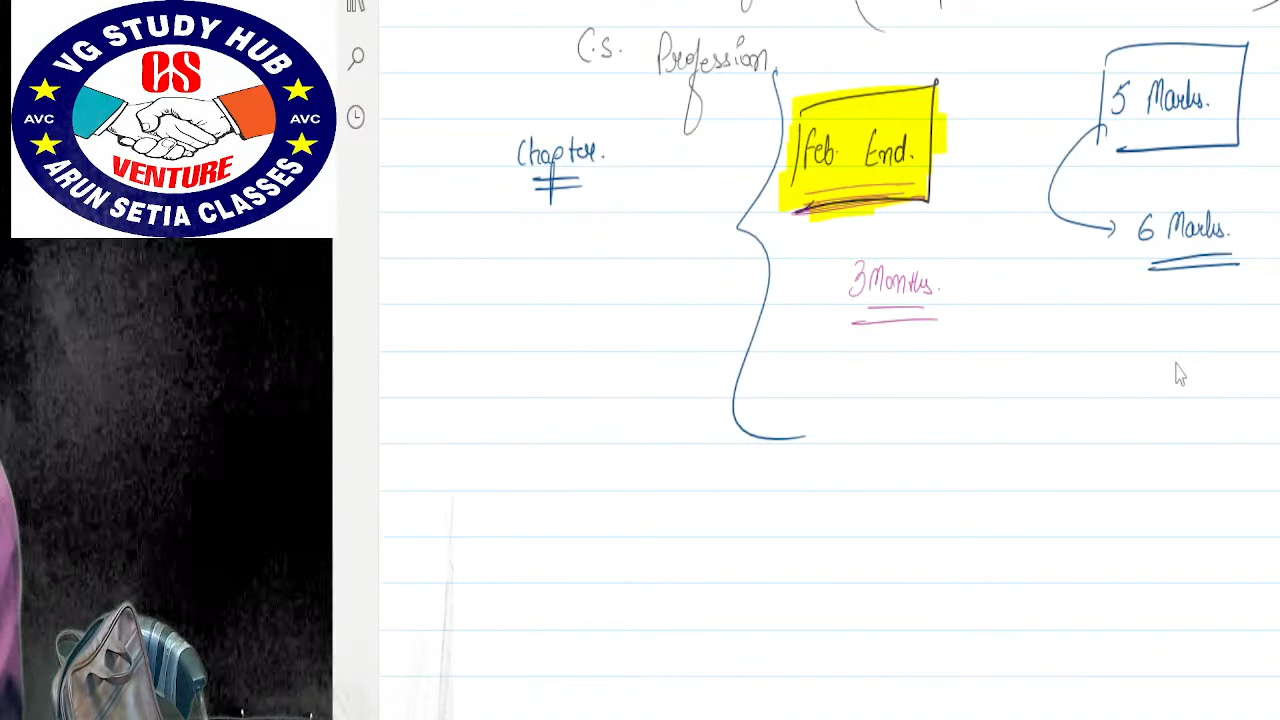 VG STUDY HUB
CS
AVC
AVC
VENTURE
ARUN SETIA CLASSES
C.S. Profession
5 Marks.
Chapter.
Feb. End.
6 Marks.
3 Months.